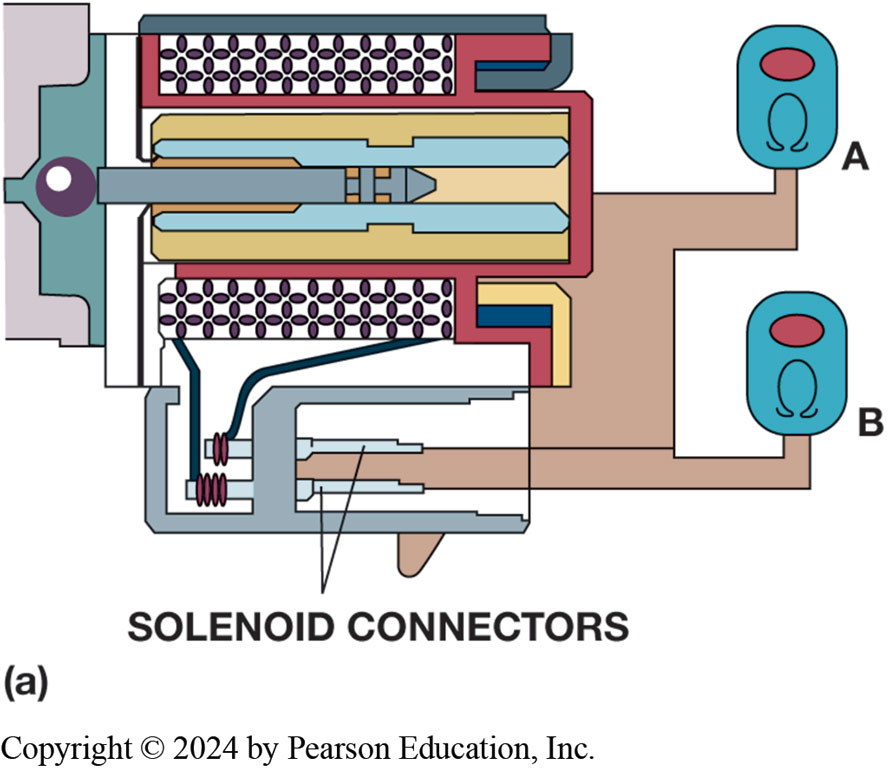 A
B
SOLENOID CONNECTORS
(a)
Copyright © 2024 by Pearson Education, Inc.